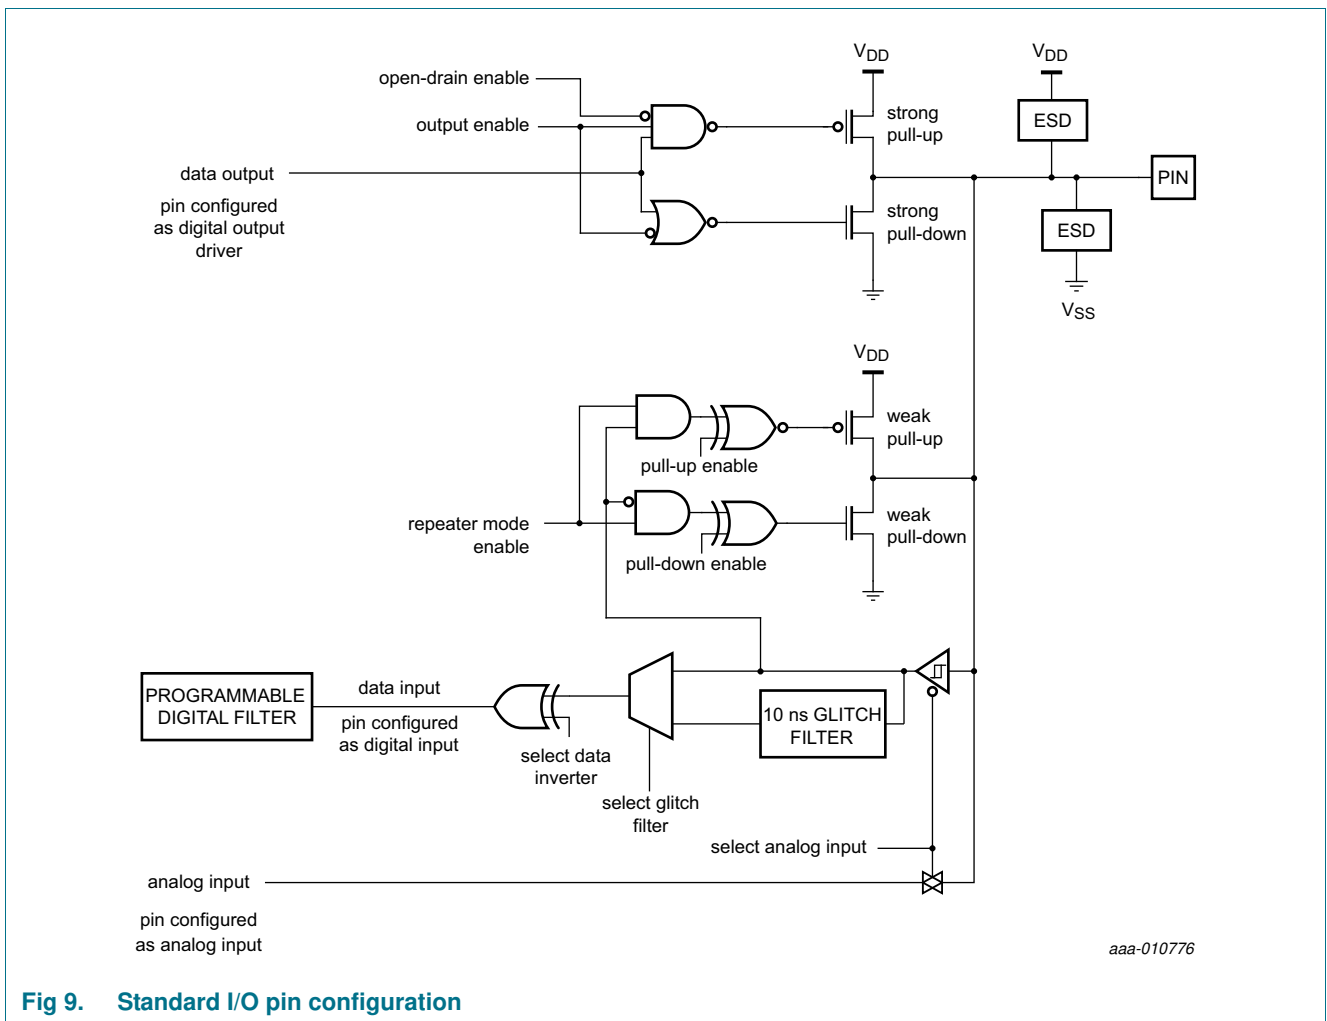 VDD
VDD
open-drain enable
strong
pull-up
ESD
output enable
data output
PIN
pin configured
as digital output
driver
strong
pull-down
ESD
VSS
VDD
weak
pull-up
pull-up enable
repeater mode
enable
weak
pull-down
pull-down enable
PROGRAMMABLE
DIGITAL FILTER
data input
pin configured
as digital input
10 ns GLITCH
FILTER
select data
inverter
select glitch
filter
select analog input
analog input
pin configured
as analog input
aaa-010776
Fig 9. Standard I/O pin configuration